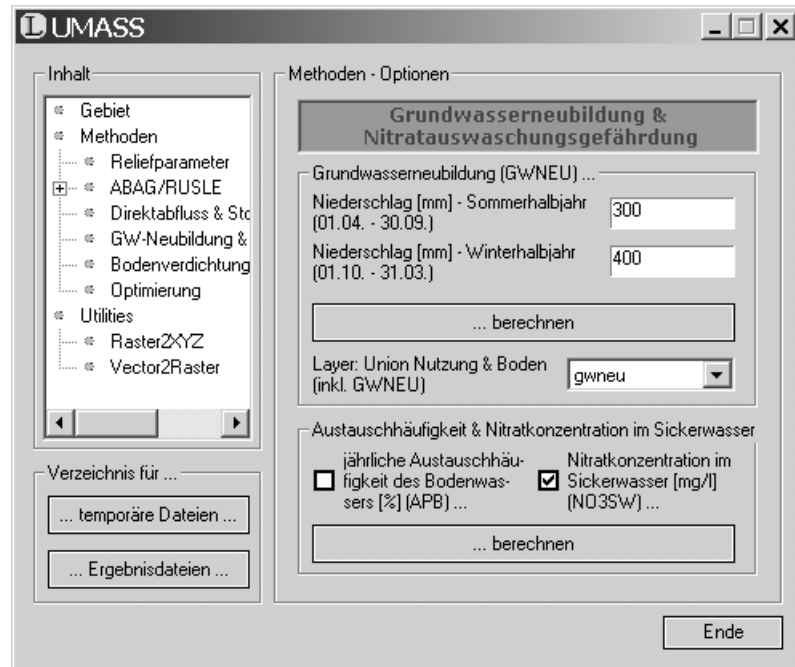 UMASS
Inhalt
Gebiet
Methoden
Reliefparameter
ABAG/RUSLE
Direktabfluss & Sto
GW-Neubildung &
Bodenverdichtung
Optimierung
Utilities
Raster2XYZ
Vector2Raster
Verzeichnis für ...
... temporäre Dateien ...
... Ergebnisdateien ...
Methoden - Optionen
Grundwasserneubildung &
Nitratauswaschungsgefährdung
Grundwasserneubildung (GWNEU) ...
Niederschlag [mm] - Sommerhalbjahr
(01.04. - 30.09.)
300
Niederschlag [mm] - Winterhalbjahr
(01.10. - 31.03.)
400
... berechnen
Layer: Union Nutzung & Boden
(inkl. GWNEU)
gwneu
Austauschhäufigkeit & Nitratkonzentration im Sickerwasser
jährliche Austauschhäu-
figkeit des Bodenwas-
sers [%] (APB) ...
Nitratkonzentration im
Sickerwasser [mg/l]
(NO3SW) ...
... berechnen
Ende